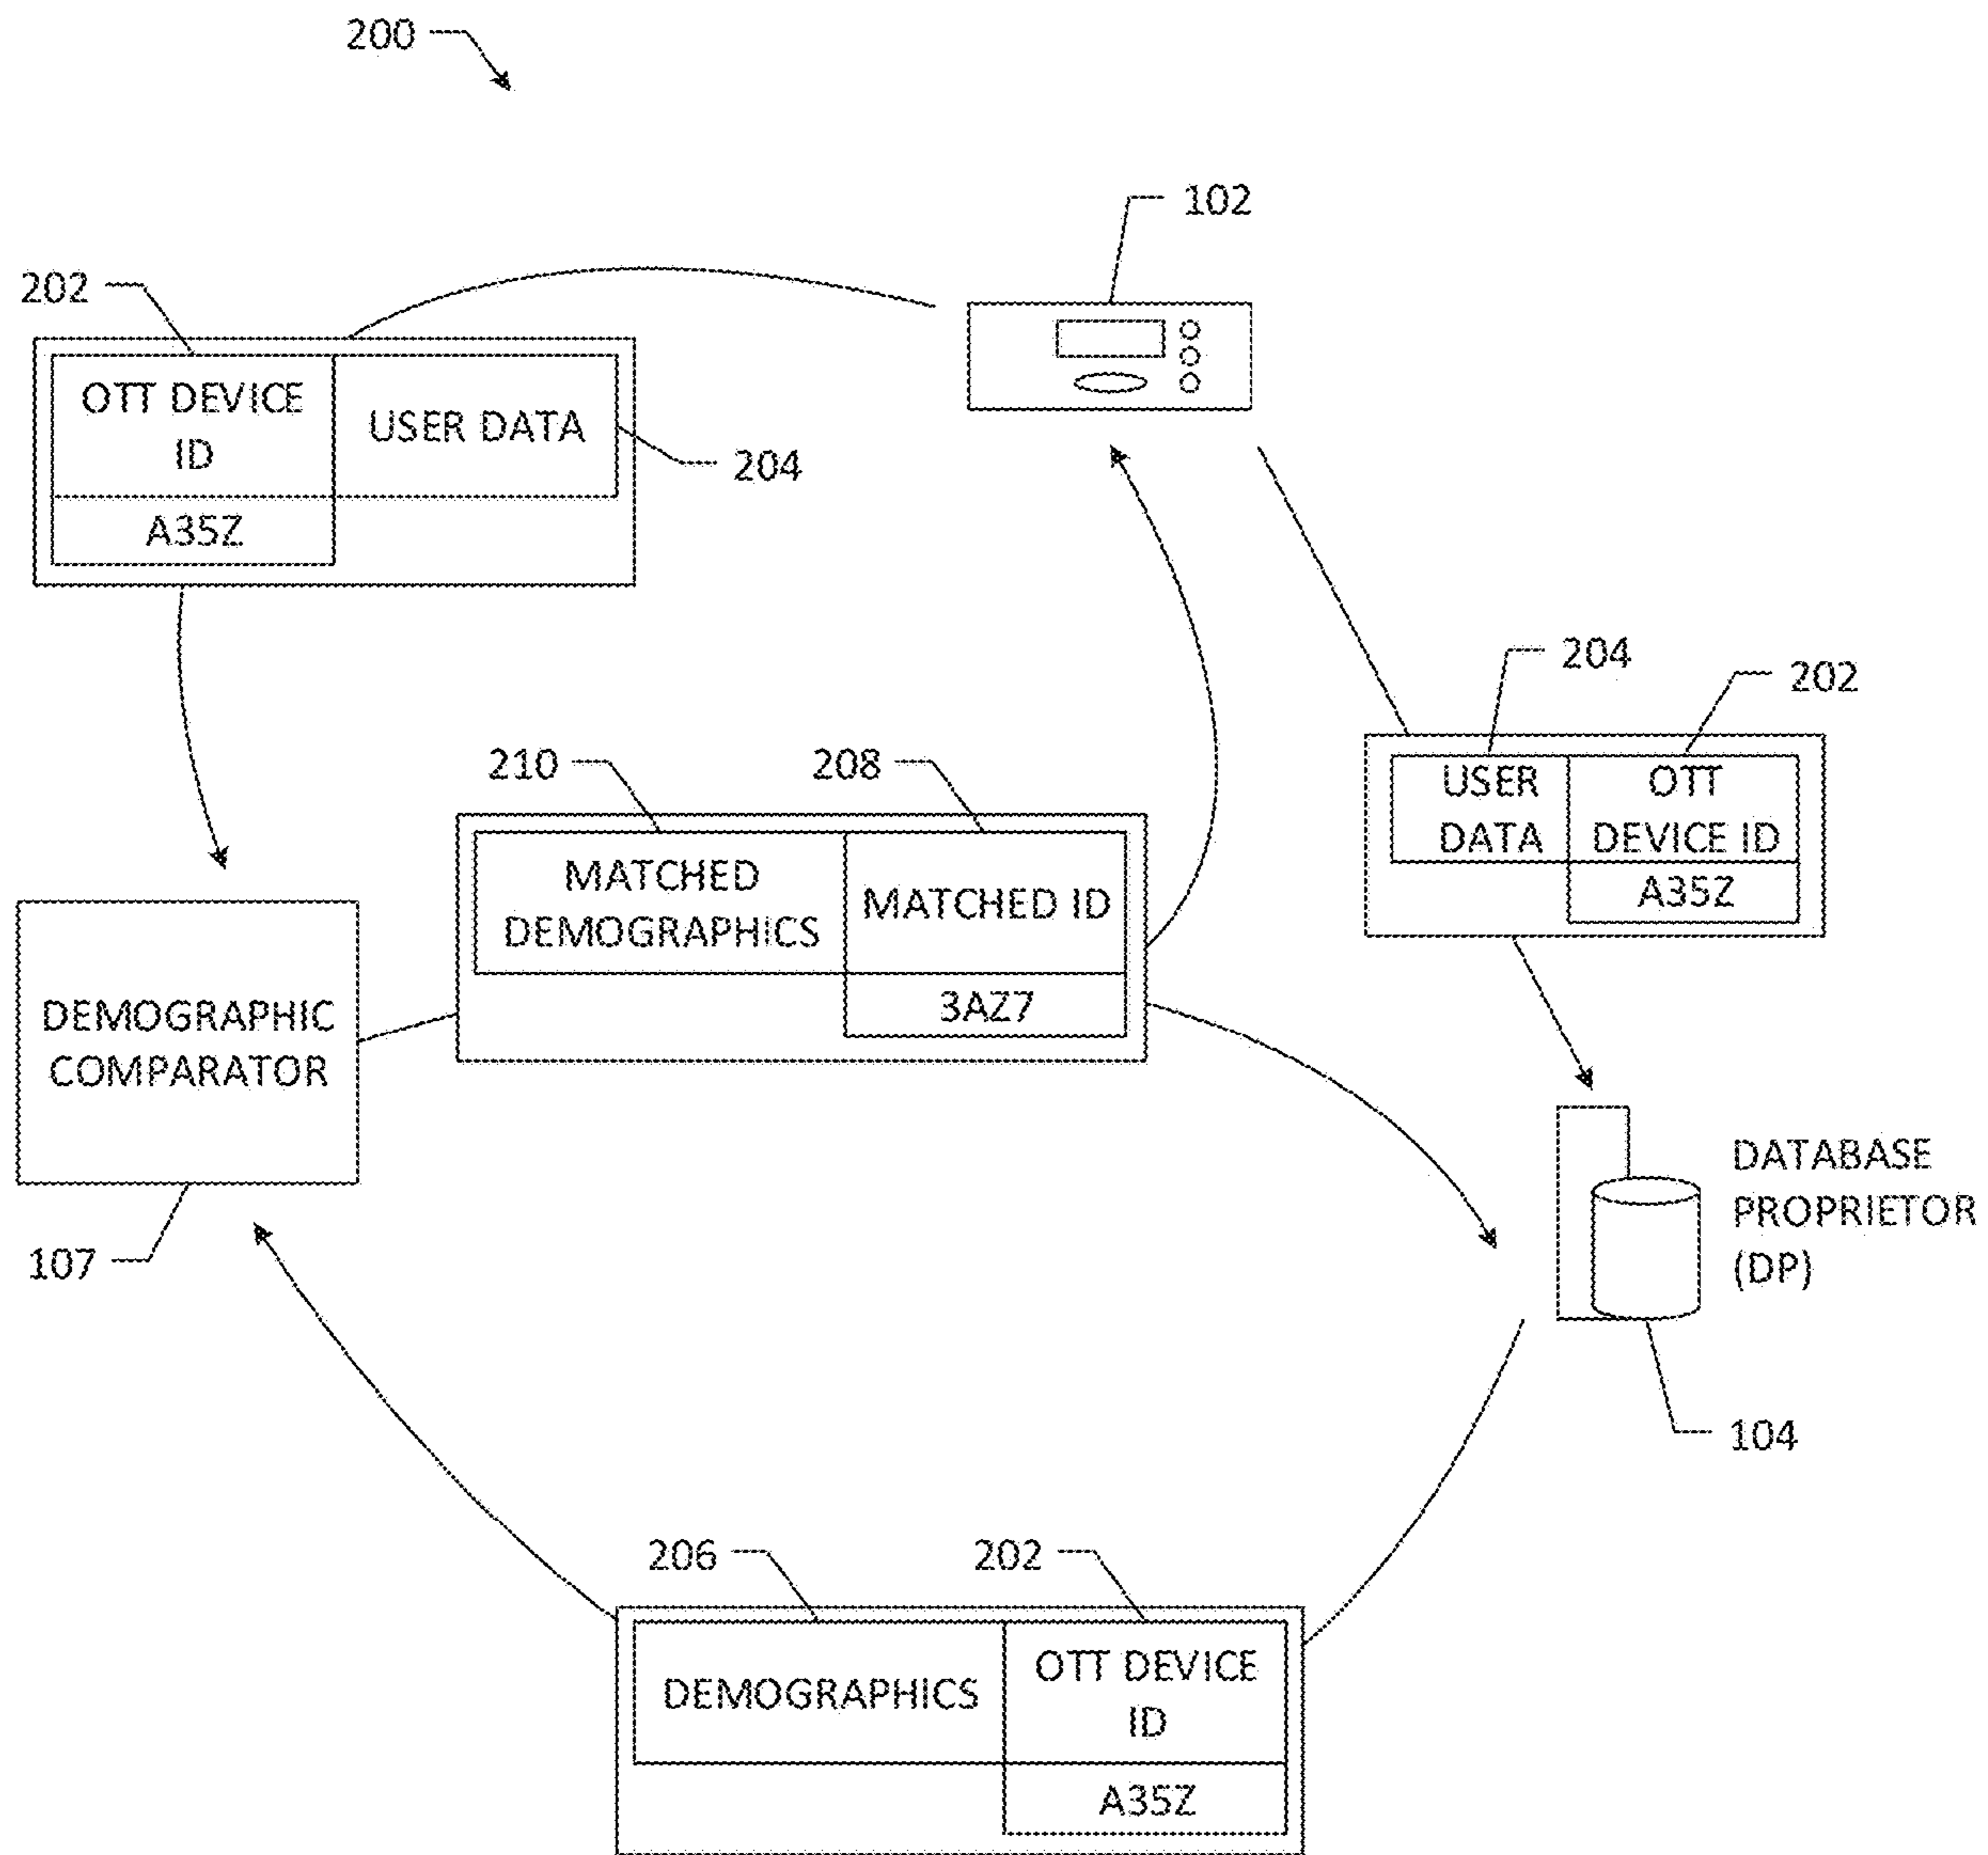 200
102
202
OTT DEVICE
ID
USER DATA
204
A35Z
204
202
USER
DATA
OTT
DEVICE ID
A35Z
210
208
MATCHED
DEMOGRAPHICS
MATCHED ID
3AZ7
DEMOGRAPHIC
COMPARATOR
107
DATABASE
PROPRIETOR
(DP)
104
206
202
DEMOGRAPHICS
OTT DEVICE
ID
A35Z